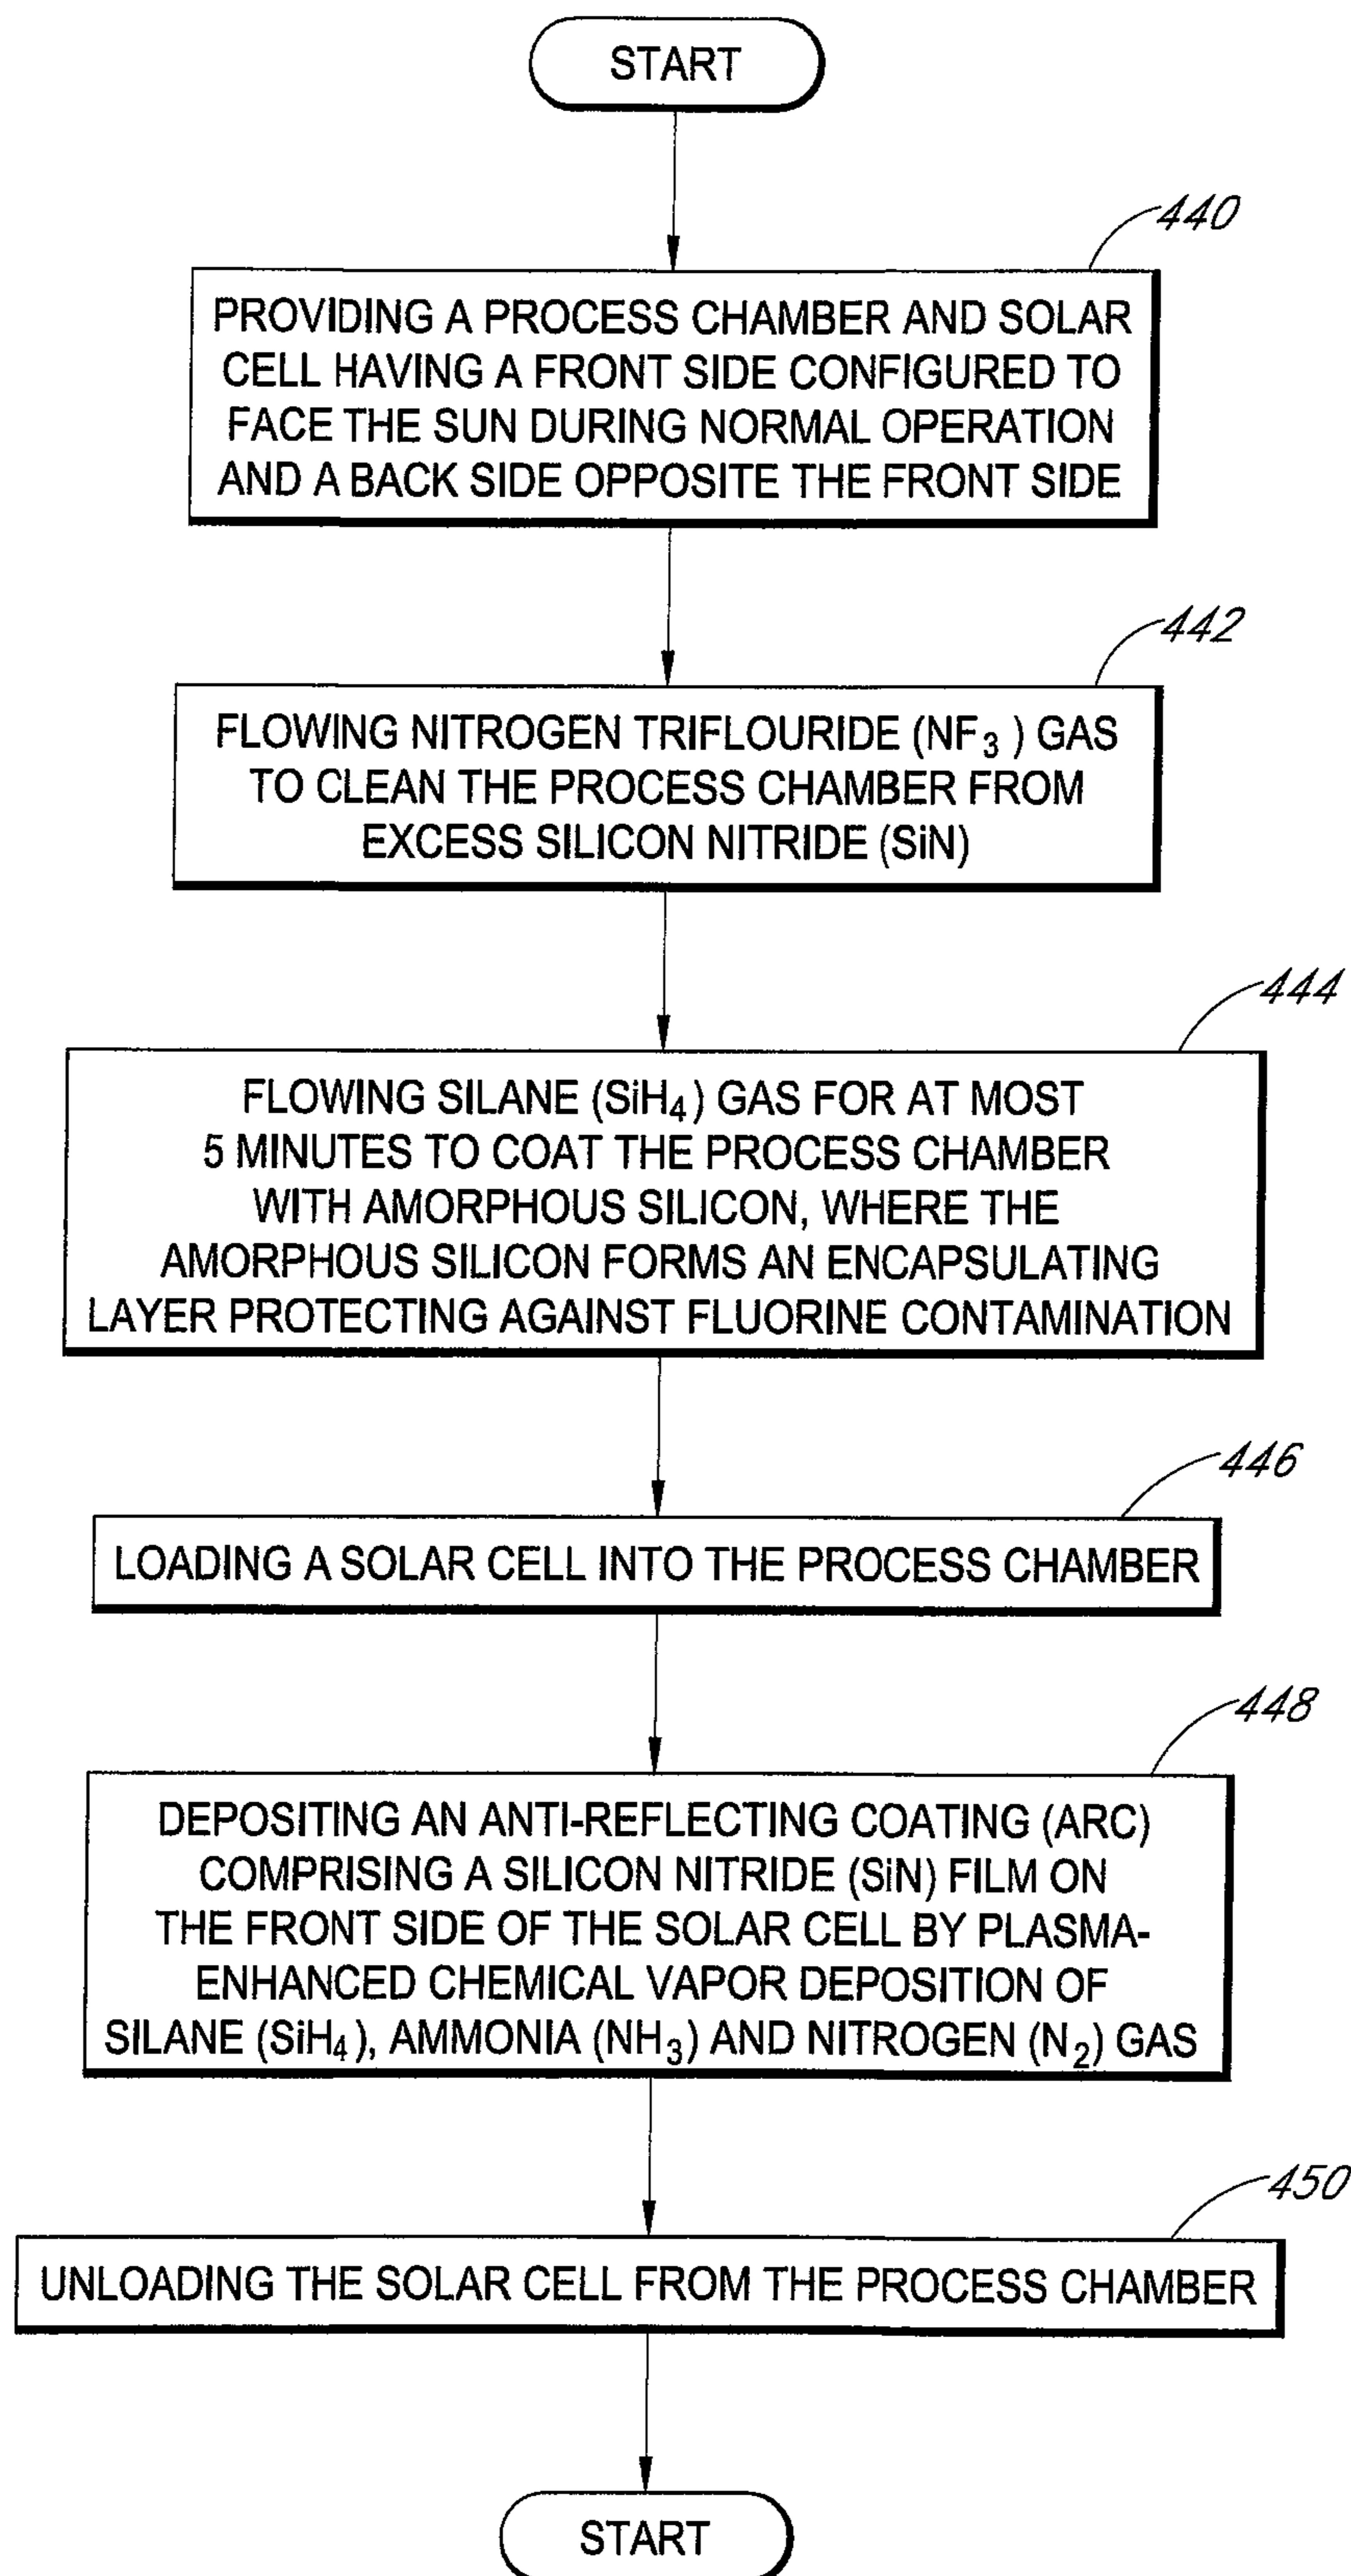 START
440
PROVIDING A PROCESS CHAMBER AND SOLAR
CELL HAVING A FRONT SIDE CONFIGURED TO
FACE THE SUN DURING NORMAL OPERATION
AND A BACK SIDE OPPOSITE THE FRONT SIDE
442
FLOWING NITROGEN TRIFLOURIDE (NF₃ ) GAS
TO CLEAN THE PROCESS CHAMBER FROM
EXCESS SILICON NITRIDE (SiN)
444
FLOWING SILANE (SiH₄) GAS FOR AT MOST
5 MINUTES TO COAT THE PROCESS CHAMBER
WITH AMORPHOUS SILICON, WHERE THE
AMORPHOUS SILICON FORMS AN ENCAPSULATING
LAYER PROTECTING AGAINST FLUORINE CONTAMINATION
446
LOADING A SOLAR CELL INTO THE PROCESS CHAMBER
448
DEPOSITING AN ANTI-REFLECTING COATING (ARC)
COMPRISING A SILICON NITRIDE (SiN) FILM ON
THE FRONT SIDE OF THE SOLAR CELL BY PLASMA-
ENHANCED CHEMICAL VAPOR DEPOSITION OF
SILANE (SiH₄), AMMONIA (NH₃) AND NITROGEN (N₂) GAS
450
UNLOADING THE SOLAR CELL FROM THE PROCESS CHAMBER
START